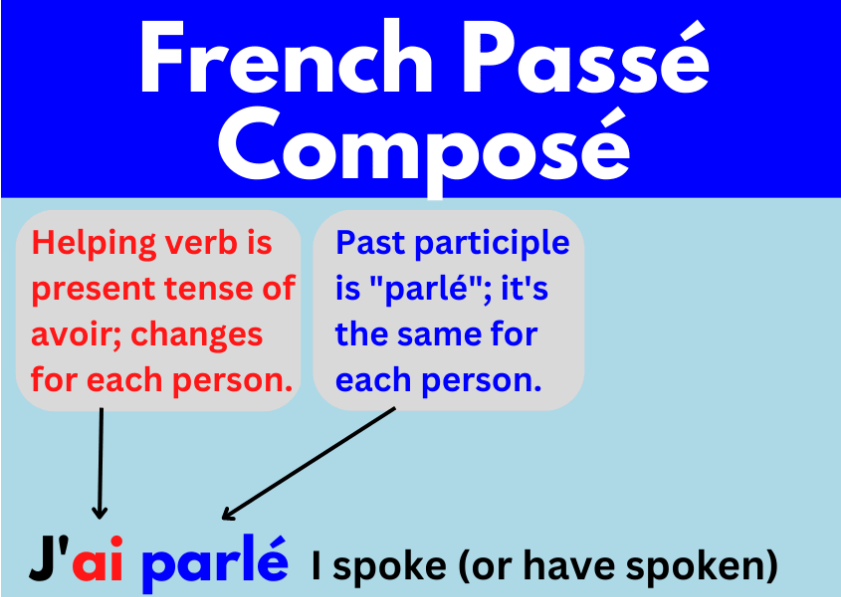 French Passé
Composé
Helping verb is
present tense of
avoir; changes
for each person.
Past participle
is "parlé"; it's
the same for
each person.
J'ai parlé I spoke (or have spoken)